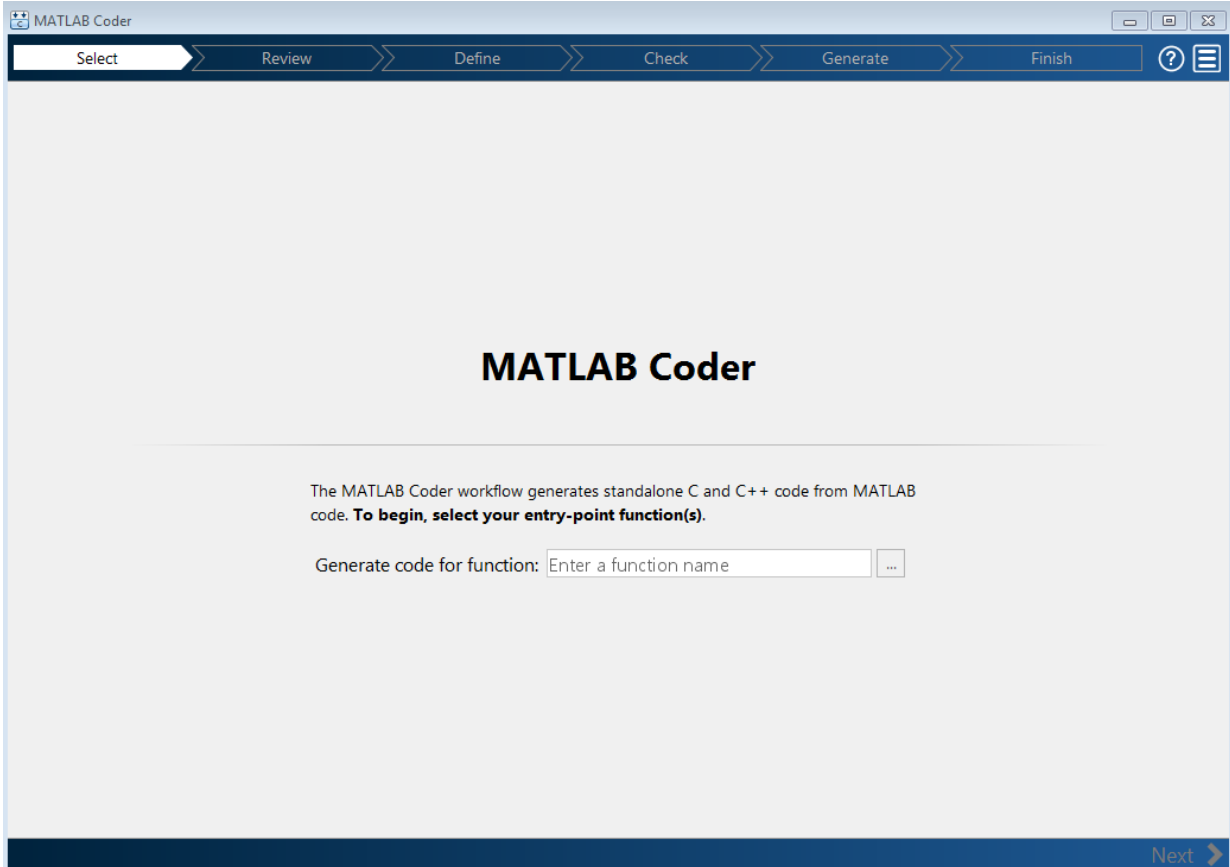 MATLAB Coder
Select Review Define Check Generate Finish
MATLAB Coder
The MATLAB Coder workflow generates standalone C and C++ code from MATLAB
code. To begin, select your entry-point function(s).
Generate code for function: Enter a function name ...
Next